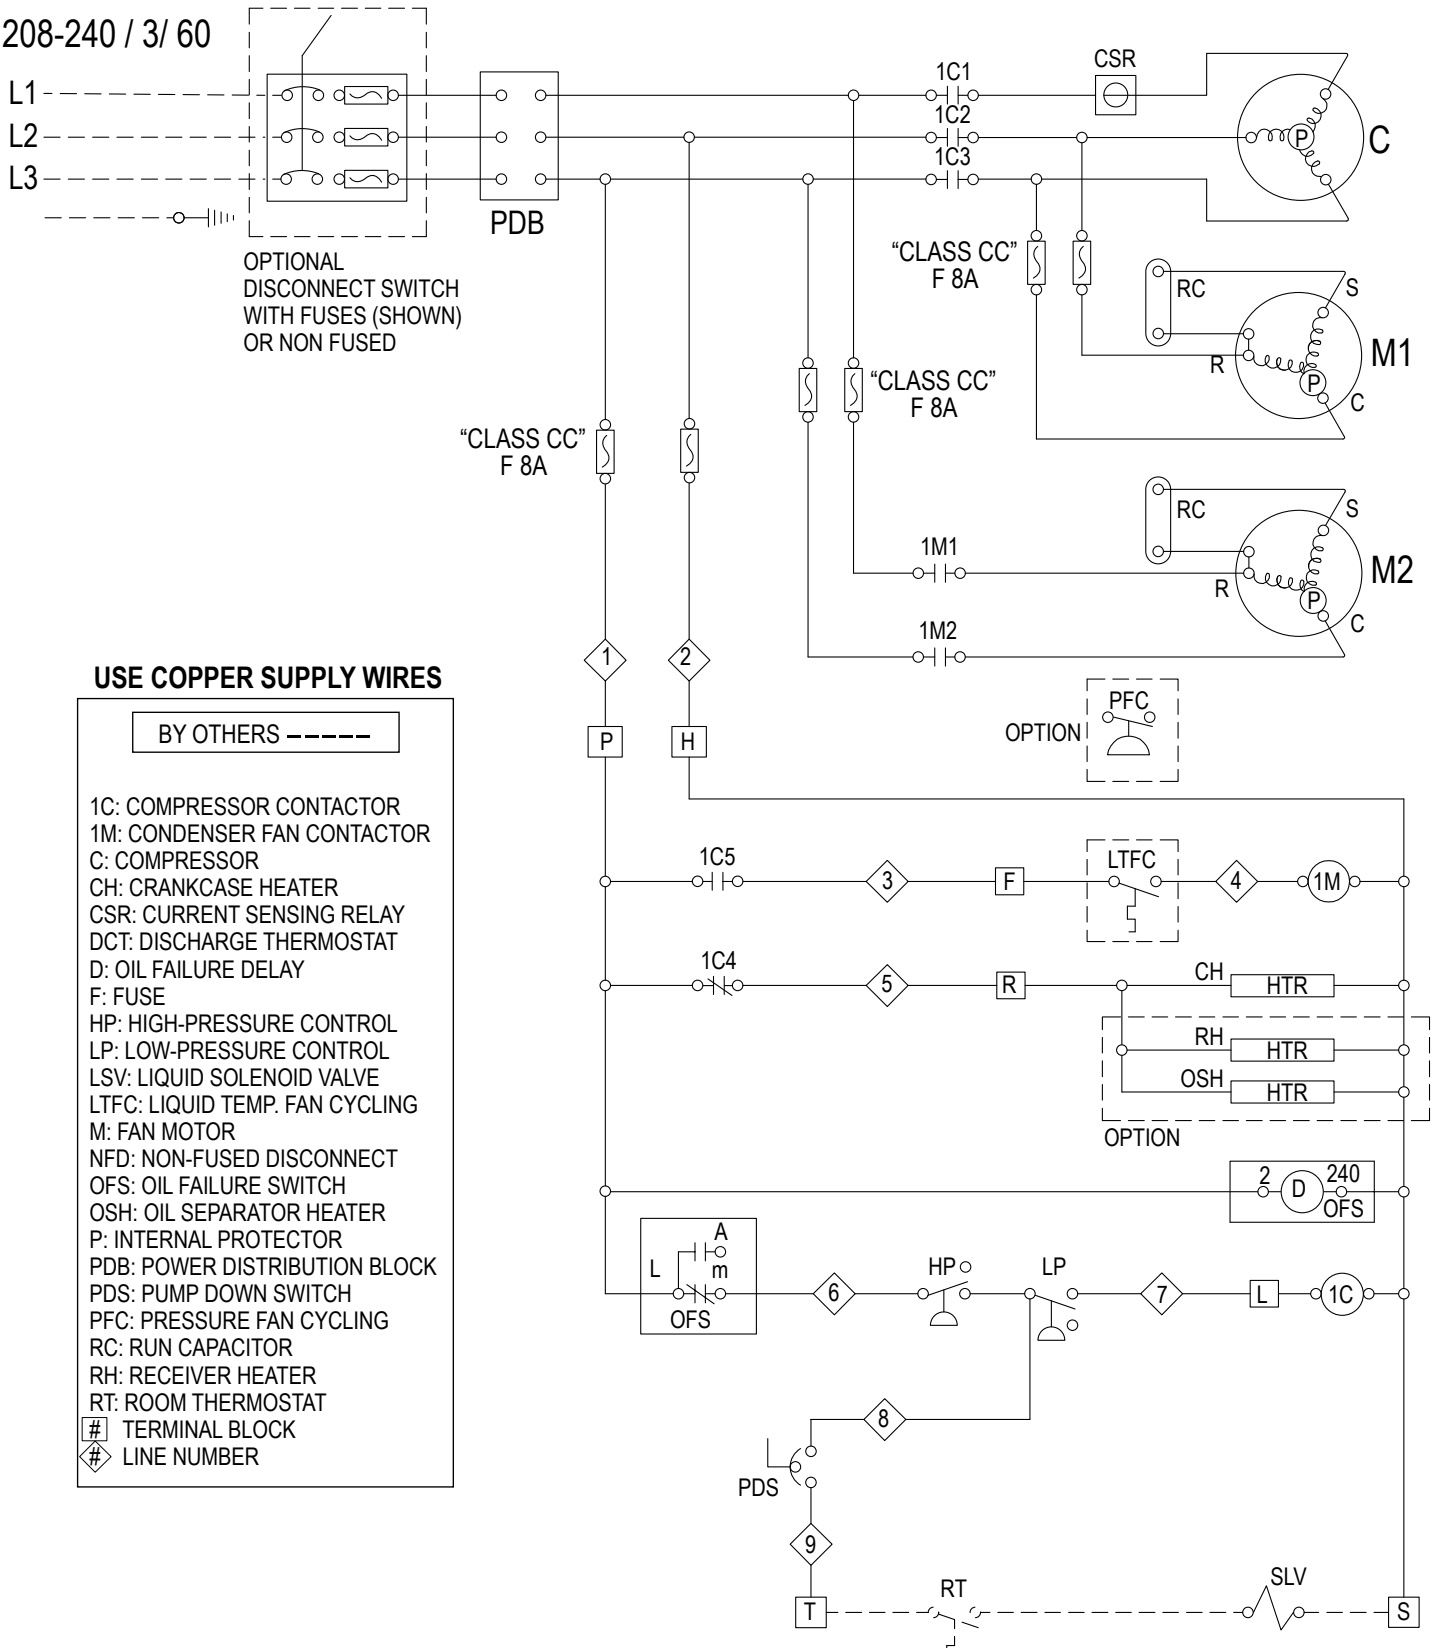 208-240 / 3/ 60
L1
L2
L3
OPTIONAL
DISCONNECT SWITCH
WITH FUSES (SHOWN)
OR NON FUSED
PDB
1C1
1C2
1C3
CSR
P
C
“CLASS CC”
F 8A
RC
S
R
P
C
M1
“CLASS CC”
F 8A
“CLASS CC”
F 8A
RC
S
R
P
C
M2
1M1
1M2
1
2
P
H
OPTION
PFC
1C5
3
F
LTFC
4
1M
1C4
5
R
CH
HTR
RH
HTR
OSH
HTR
OPTION
2
D
240
OFS
L
A
m
OFS
6
HP
LP
7
L
1C
8
PDS
9
T
RT
SLV
S
USE COPPER SUPPLY WIRES
BY OTHERS
1C: COMPRESSOR CONTACTOR
1M: CONDENSER FAN CONTACTOR
C: COMPRESSOR
CH: CRANKCASE HEATER
CSR: CURRENT SENSING RELAY
DCT: DISCHARGE THERMOSTAT
D: OIL FAILURE DELAY
F: FUSE
HP: HIGH-PRESSURE CONTROL
LP: LOW-PRESSURE CONTROL
LSV: LIQUID SOLENOID VALVE
LTFC: LIQUID TEMP. FAN CYCLING
M: FAN MOTOR
NFD: NON-FUSED DISCONNECT
OFS: OIL FAILURE SWITCH
OSH: OIL SEPARATOR HEATER
P: INTERNAL PROTECTOR
PDB: POWER DISTRIBUTION BLOCK
PDS: PUMP DOWN SWITCH
PFC: PRESSURE FAN CYCLING
RC: RUN CAPACITOR
RH: RECEIVER HEATER
RT: ROOM THERMOSTAT
# TERMINAL BLOCK
# LINE NUMBER